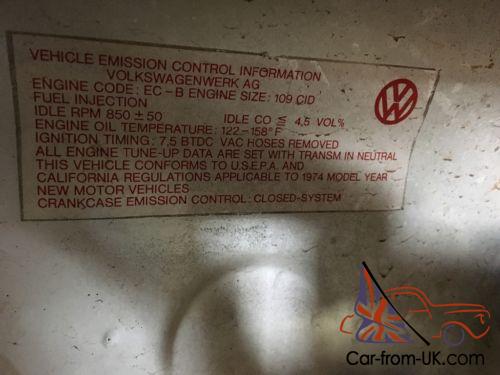 VEHICLE EMISSION CONTROL INFORMATION
VOLKSWAGENWERK AG
ENGINE CODE: EC-B ENGINE SIZE: 109 CID
FUEL INJECTION
IDLE RPM 850 ± 50 IDLE CO ≦ 4,5 VOL%
ENGINE OIL TEMPERATURE: 122-158° F
IGNITION TIMING: 7,5 BTDC VAC HOSES REMOVED
ALL ENGINE TUNE-UP DATA ARE SET WITH TRANSM IN NEUTRAL
THIS VEHICLE CONFORMS TO U.S.E.P.A. AND
CALIFORNIA REGULATIONS APPLICABLE TO 1974 MODEL YEAR
NEW MOTOR VEHICLES
CRANKCASE EMISSION CONTROL: CLOSED-SYSTEM
VW
Car-from-UK.com